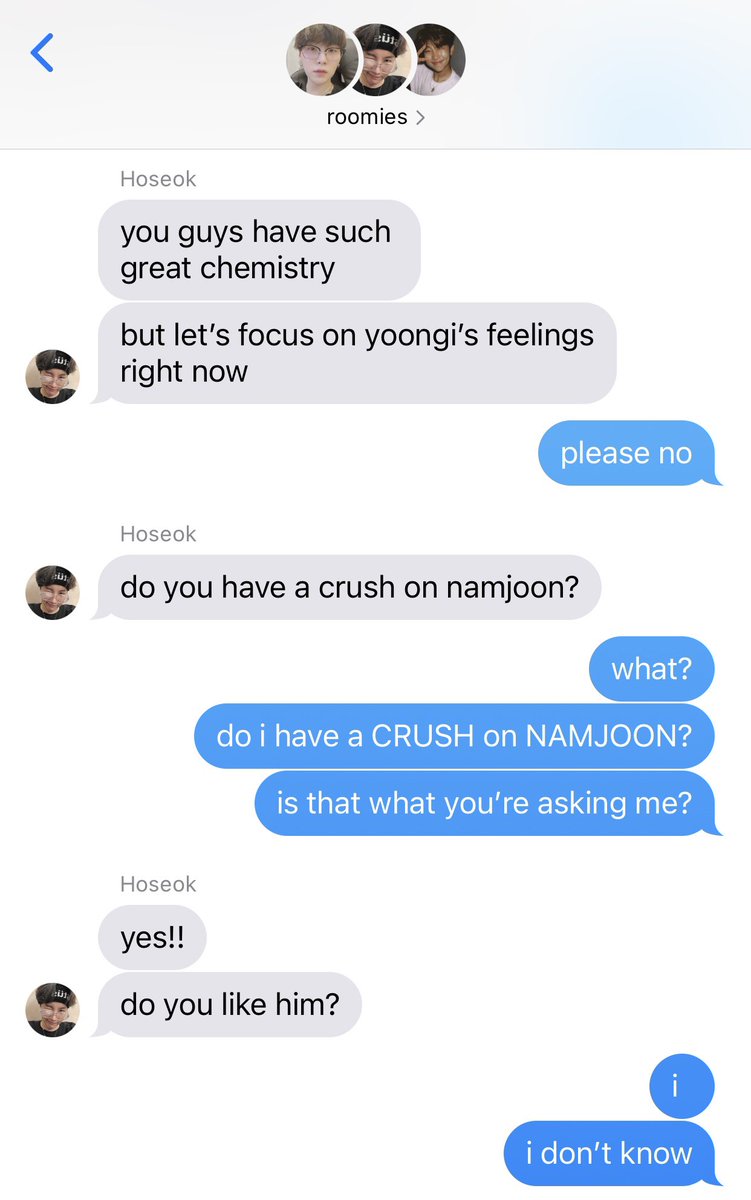 roomies
Hoseok
you guys have such
great chemistry
but let’s focus on yoongi’s feelings
right now
please no
Hoseok
do you have a crush on namjoon?
what?
do i have a CRUSH on NAMJOON?
is that what you’re asking me?
Hoseok
yes!!
do you like him?
i
i don’t know